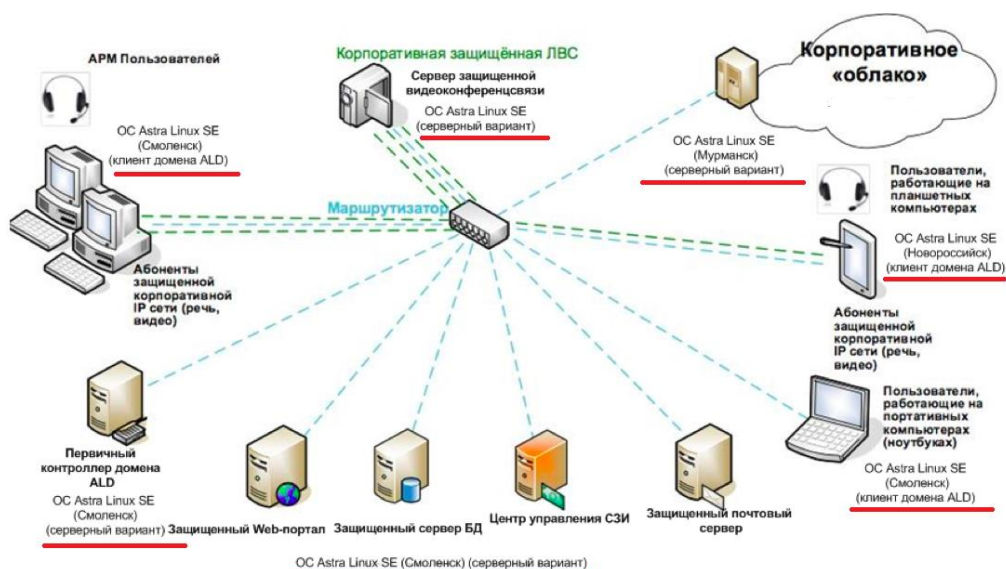 АРМ Пользователей
ОС Astra Linux SE
(Смоленск)
(клиент домена ALD)
Абоненты
защищенной
корпоративной
IP сети (речь,
видео)
Корпоративная защищённая ЛВС
Сервер защищенной
видеоконференцсвязи
ОС Astra Linux SE
(серверный вариант)
Маршрутизатор
Корпоративное
«облако»
ОС Astra Linux SE
(Мурманск)
(серверный вариант)
Пользователи,
работающие на
планшетных
компьютерах
ОС Astra Linux SE
(Новороссийск)
(клиент домена ALD)
Абоненты
защищенной
корпоративной
IP сети (речь,
видео)
Пользователи,
работающие на
портативных
компьютерах
(ноутбуках)
ОС Astra Linux SE
(Смоленск)
(клиент домена ALD)
Первичный
контроллер домена
ALD
ОС Astra Linux SE
(Смоленск)
(серверный вариант)
Защищенный Web-портал
Защищенный сервер БД
Центр управления СЗИ
Защищенный почтовый
сервер
ОС Astra Linux SE (Смоленск) (серверный вариант)